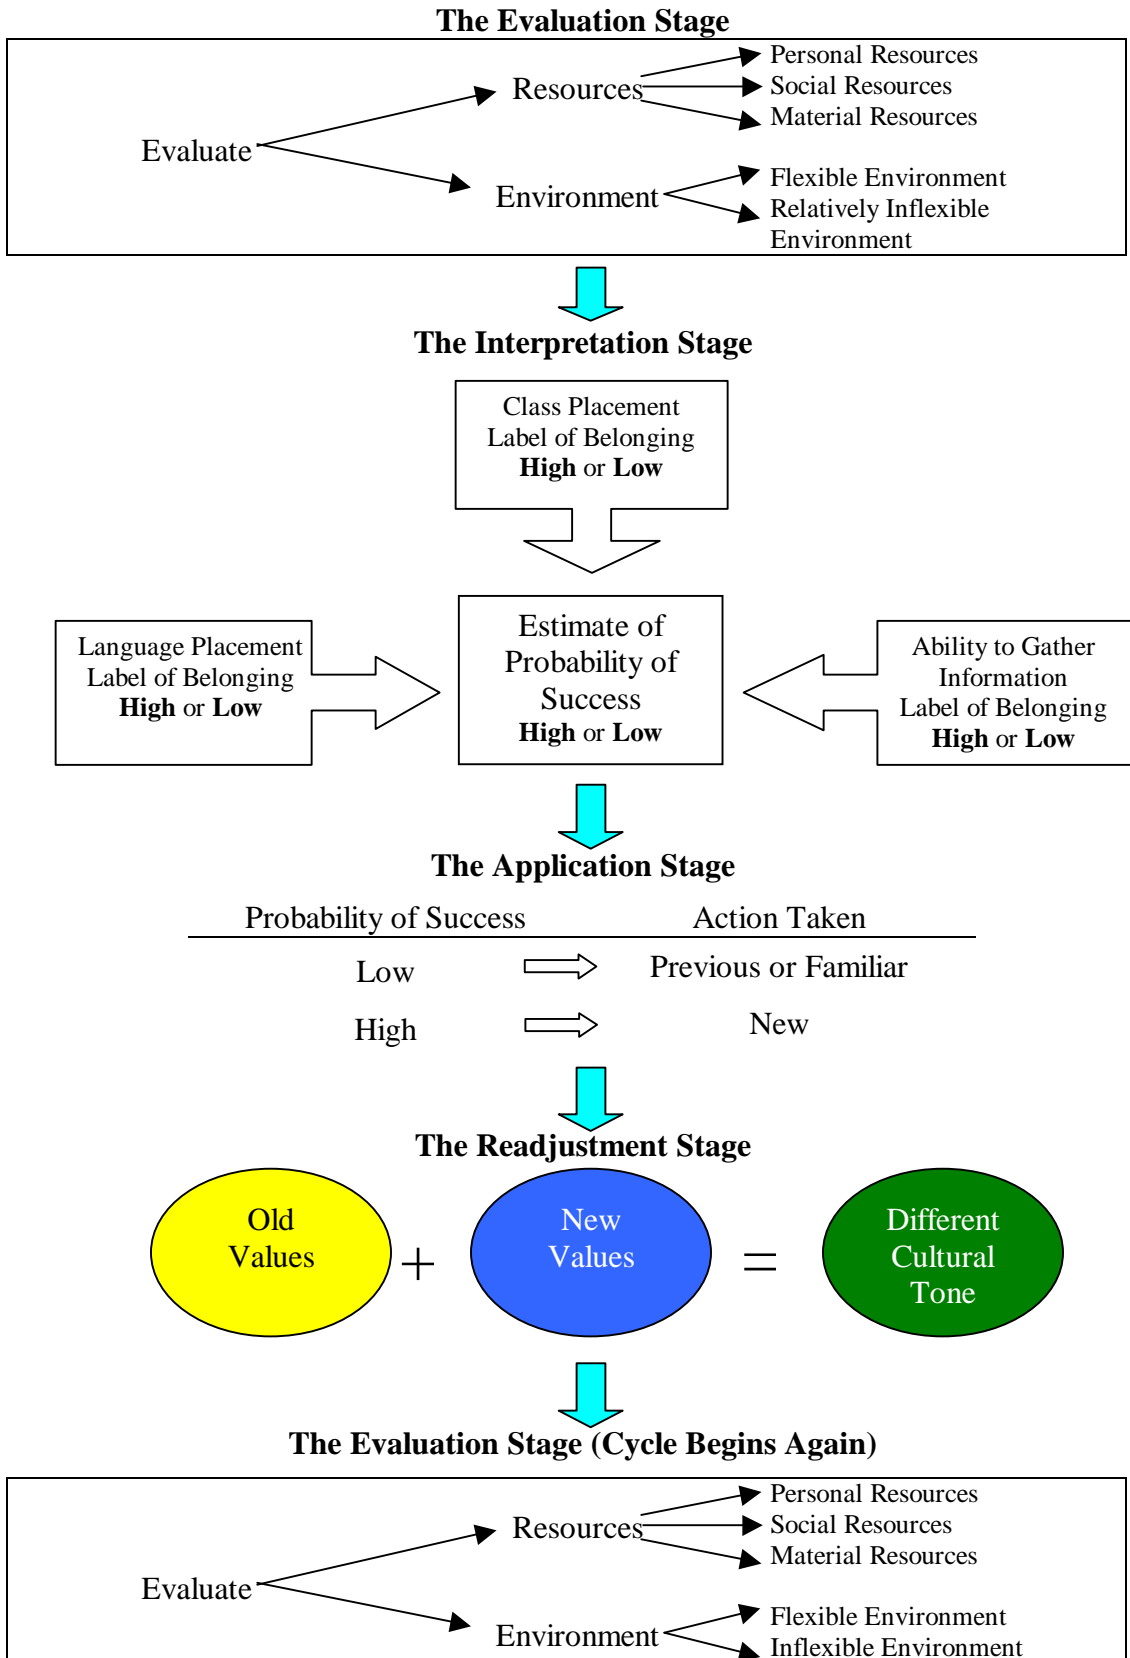 The Evaluation Stage
Evaluate
Resources
Personal Resources
Social Resources
Material Resources
Environment
Flexible Environment
Relatively Inflexible
Environment
The Interpretation Stage
Class Placement
Label of Belonging
High or Low
Language Placement
Label of Belonging
High or Low
Estimate of
Probability of
Success
High or Low
Ability to Gather
Information
Label of Belonging
High or Low
The Application Stage
Probability of Success Action Taken
Low Previous or Familiar
High New
The Readjustment Stage
Old
Values
+
New
Values
=
Different
Cultural
Tone
The Evaluation Stage (Cycle Begins Again)
Evaluate
Resources
Personal Resources
Social Resources
Material Resources
Environment
Flexible Environment
Inflexible Environment